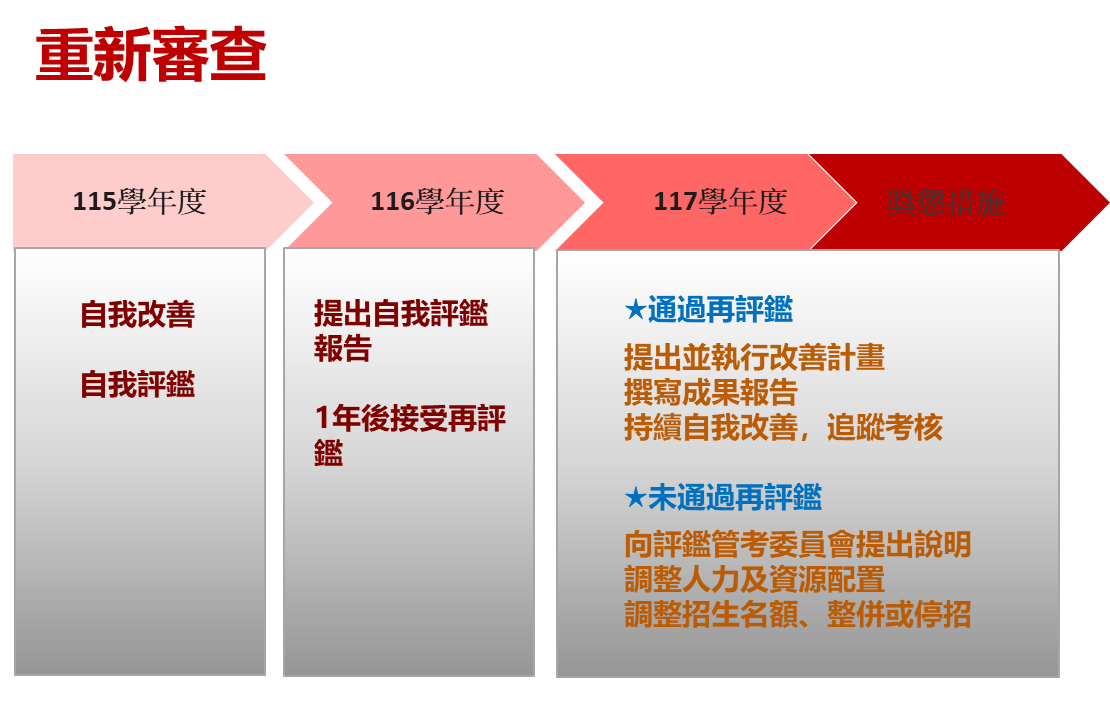 重新審查
115學年度
116學年度
117學年度
獎懲措施
自我改善
自我評鑑
提出自我評鑑
報告
1年後接受再評
鑑
★通過再評鑑
提出並執行改善計畫
撰寫成果報告
持續自我改善，追蹤考核
★未通過再評鑑
向評鑑管考委員會提出說明
調整人力及資源配置
調整招生名額、整併或停招